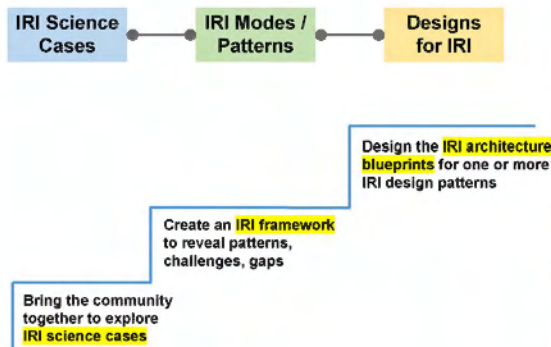 IRI Science
Cases
IRI Modes /
Patterns
Designs
for IRI
Design the IRI architecture
blueprints for one or more
IRI design patterns
Create an IRI framework
to reveal patterns,
challenges, gaps
Bring the community
together to explore
IRI science cases